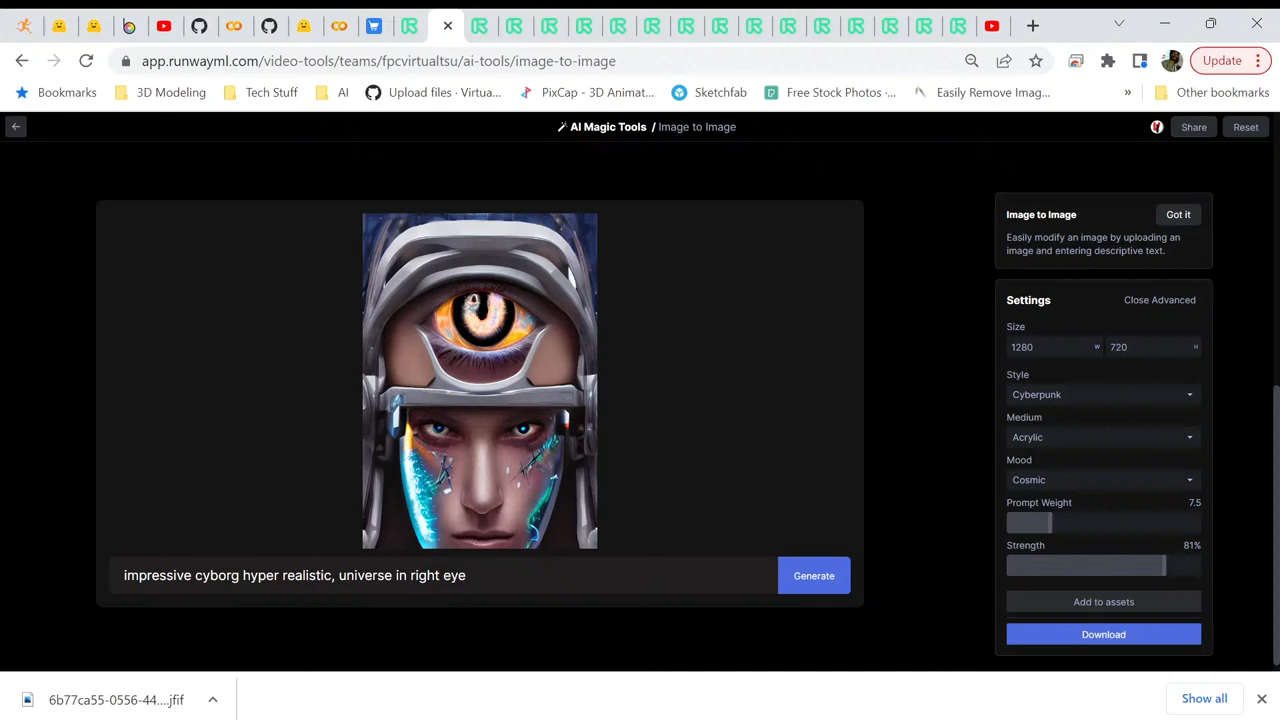 app.runwayml.com/video-tools/teams/fpcvirtualtsu/ai-tools/image-to-image
Update
Bookmarks
3D Modeling
Tech Stuff
AI
Upload files · Virtua...
PixCap - 3D Animat...
Sketchfab
Free Stock Photos ·...
Easily Remove Imag...
»
Other bookmarks
AI Magic Tools / Image to Image
Share
Reset
Image to Image
Got it
Easily modify an image by uploading an
image and entering descriptive text.
Settings
Close Advanced
Size
1280 W 720 H
Style
Cyberpunk
Medium
Acrylic
Mood
Cosmic
Prompt Weight 7.5
Strength 81%
Add to assets
Download
impressive cyborg hyper realistic, universe in right eye
Generate
6b77ca55-0556-44....jfif
Show all